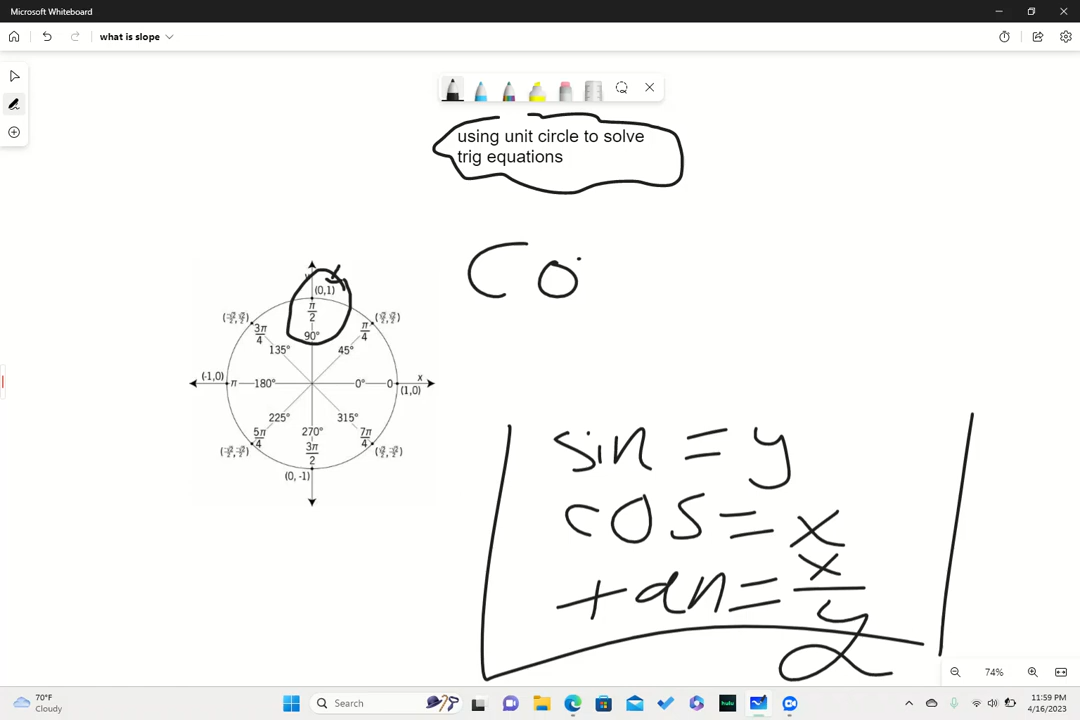 Microsoft Whiteboard
what is slope
using unit circle to solve
trig equations
Co
y
(0,1)
π/2
90°
3π/4
135°
π/4
45°
(-1,0)
π
180°
0°
0
x
(1,0)
225°
5π/4
270°
3π/2
315°
7π/4
(0, -1)
sin = y
cos = x
tan = x/y
74%
70°F
Cloudy
Search
hulu
11:59 PM
4/16/2023